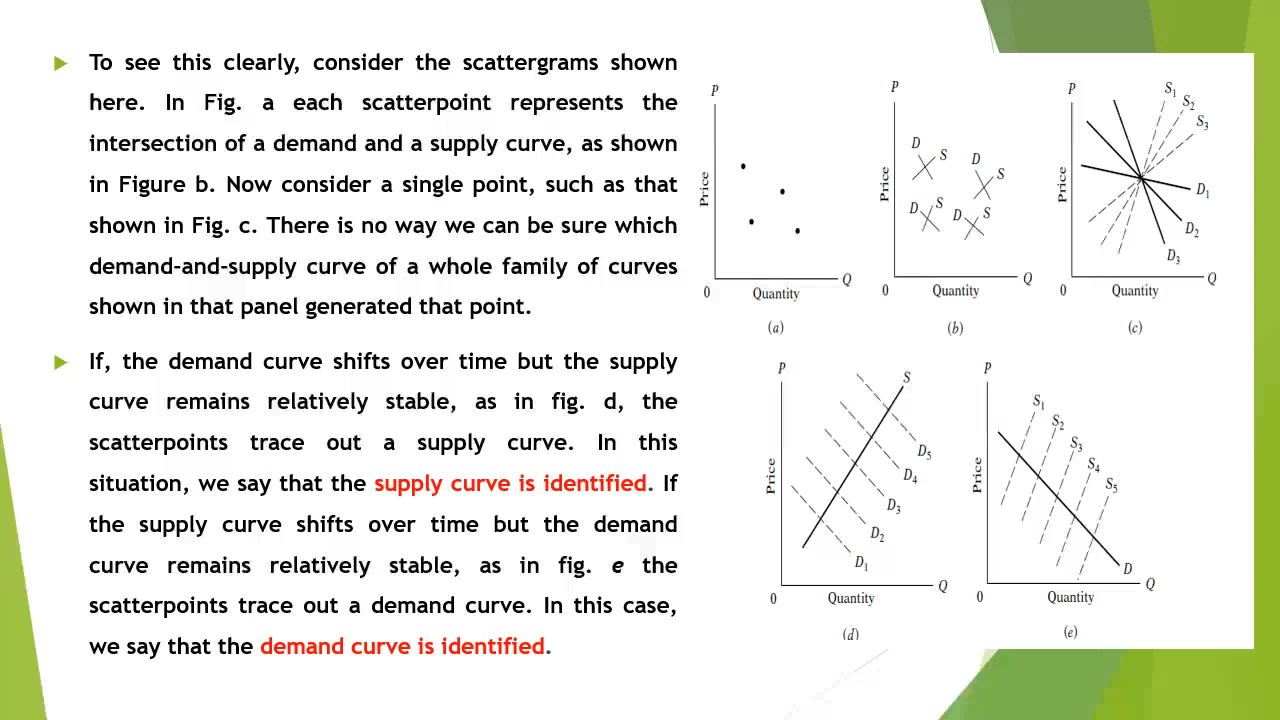 To see this clearly, consider the scattergrams shown
here. In Fig. a each scatterpoint represents the
intersection of a demand and a supply curve, as shown
in Figure b. Now consider a single point, such as that
shown in Fig. c. There is no way we can be sure which
demand-and-supply curve of a whole family of curves
shown in that panel generated that point.
If, the demand curve shifts over time but the supply
curve remains relatively stable, as in fig. d, the
scatterpoints trace out a supply curve. In this
situation, we say that the supply curve is identified. If
the supply curve shifts over time but the demand
curve remains relatively stable, as in fig. e the
scatterpoints trace out a demand curve. In this case,
we say that the demand curve is identified.
P
Price
0
Quantity
Q
(a)
P
Price
D
S
D
S
D
S
D
S
0
Quantity
Q
(b)
P
Price
S1
S2
S3
D1
D2
D3
0
Quantity
Q
(c)
P
Price
S
D5
D4
D3
D2
D1
0
Quantity
Q
(d)
P
Price
S1
S2
S3
S4
S5
D
0
Quantity
Q
(e)